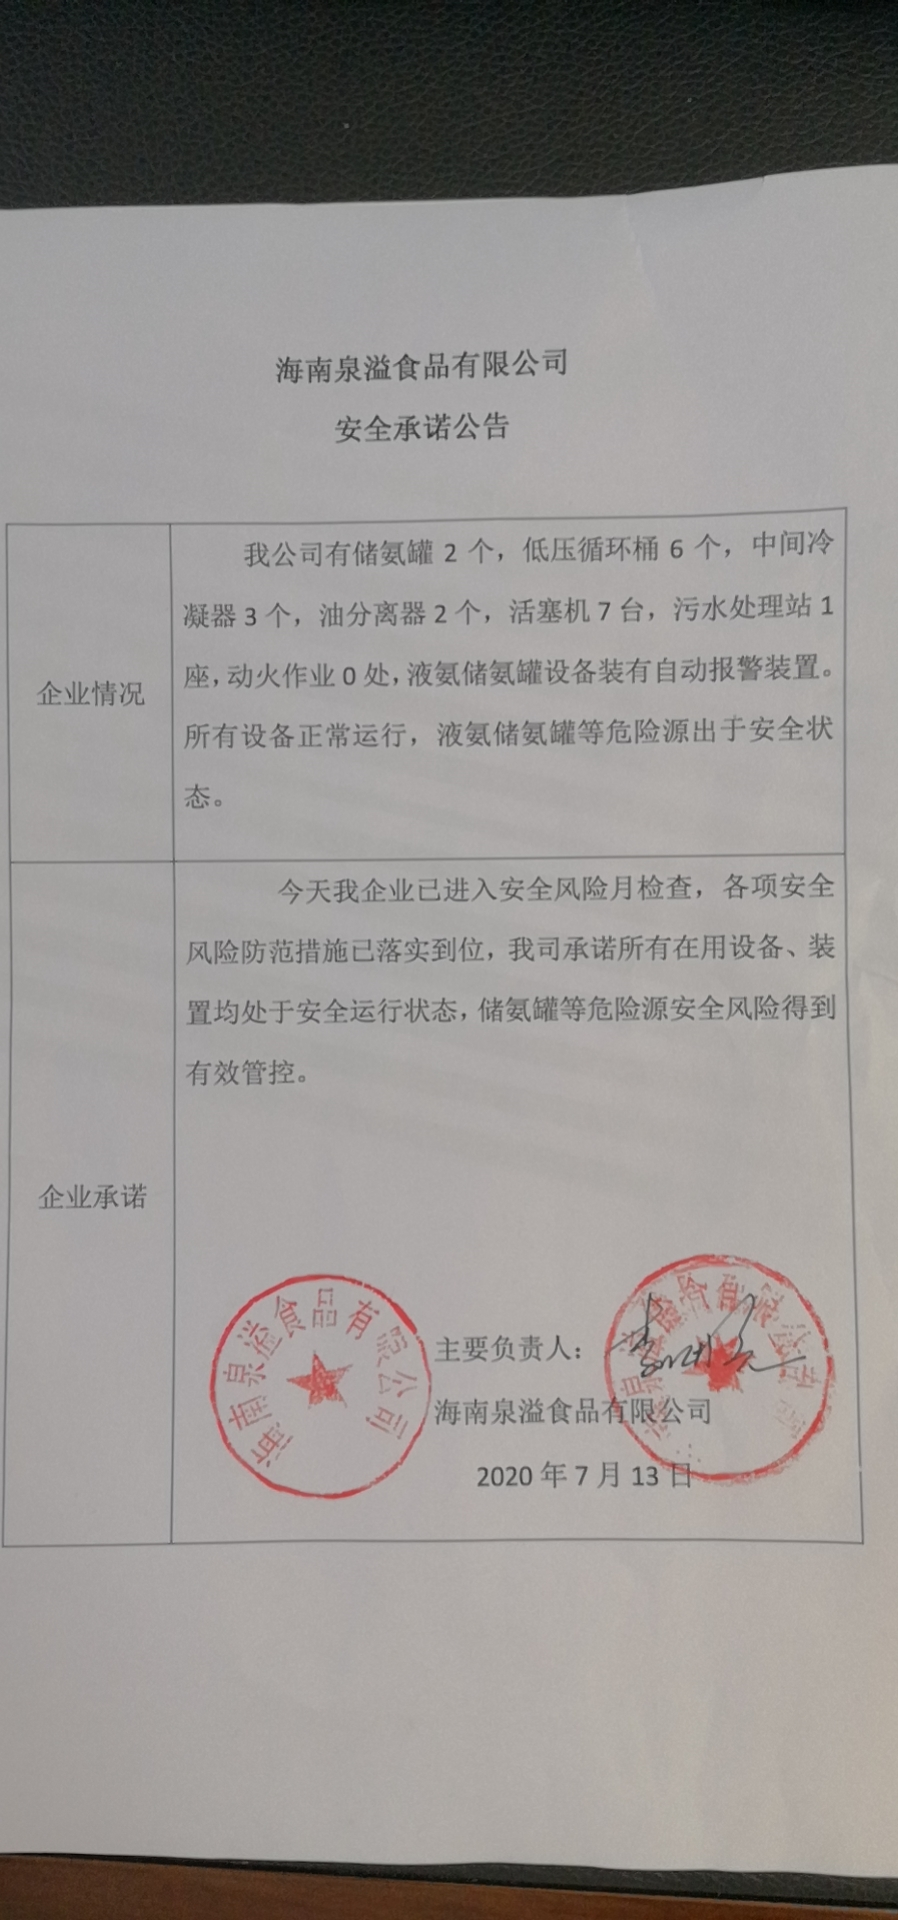 海南泉溢食品有限公司
安全承诺公告
企业情况
我公司有储氨罐 2 个，低压循环桶 6 个，中间冷
凝器 3 个，油分离器 2 个，活塞机 7 台，污水处理站 1
座，动火作业 0 处，液氨储氨罐设备装有自动报警装置。
所有设备正常运行，液氨储氨罐等危险源出于安全状
态。
企业承诺
今天我企业已进入安全风险月检查，各项安全
风险防范措施已落实到位，我司承诺所有在用设备、装
置均处于安全运行状态，储氨罐等危险源安全风险得到
有效管控。
海南泉溢食品有限公司
主要负责人：
海南泉溢食品有限公司
2020 年 7 月 13 日